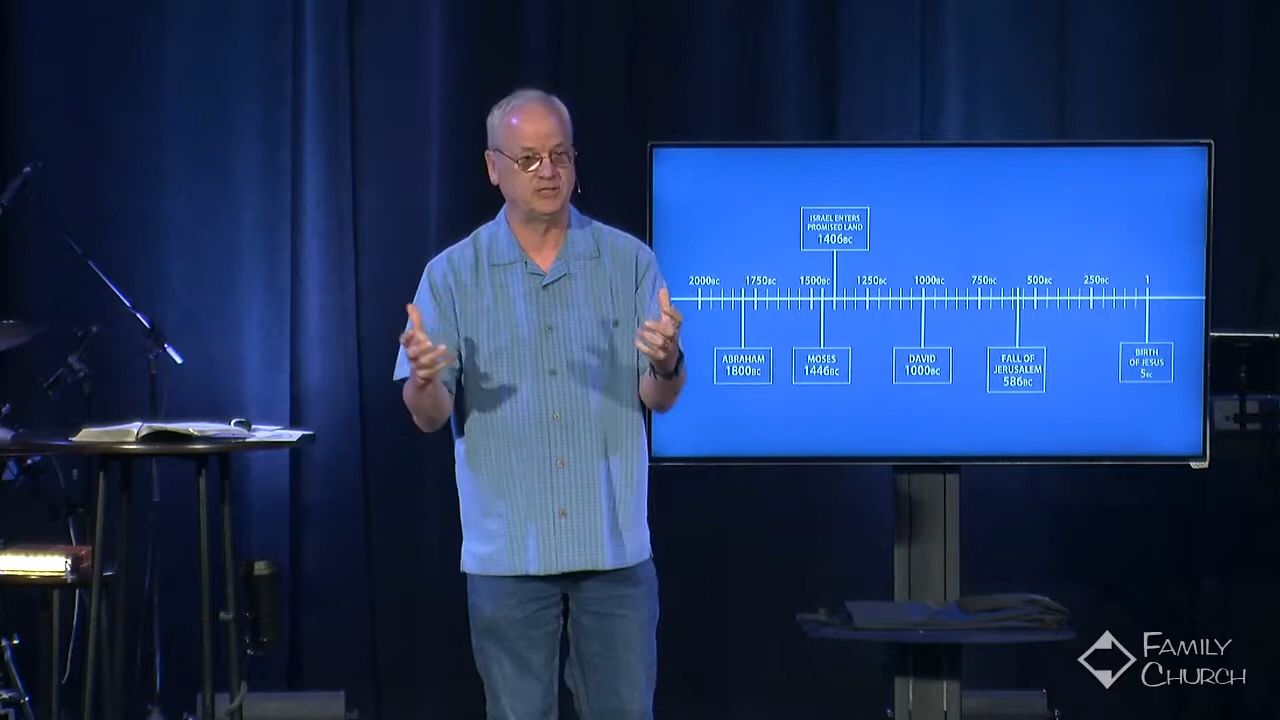 ISRAEL ENTERS
PROMISED LAND
1406BC
2000BC 1750BC 1500BC 1250BC 1000BC 750BC 500BC 250BC 1
ABRAHAM
1800BC
MOSES
1446BC
DAVID
1000BC
FALL OF
JERUSALEM
586BC
BIRTH
OF JESUS
5BC
FAMILY
CHURCH